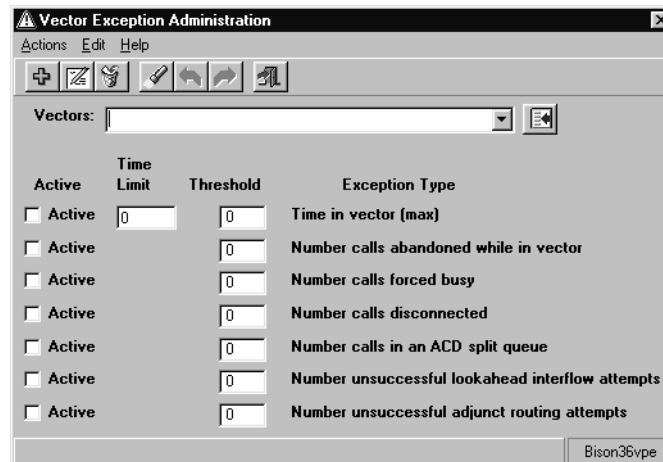 Vector Exception Administration
Actions Edit Help
Vectors:
Time
Active Limit Threshold Exception Type
Active 0 0 Time in vector (max)
Active 0 Number calls abandoned while in vector
Active 0 Number calls forced busy
Active 0 Number calls disconnected
Active 0 Number calls in an ACD split queue
Active 0 Number unsuccessful lookahead interflow attempts
Active 0 Number unsuccessful adjunct routing attempts
Bison36vpe